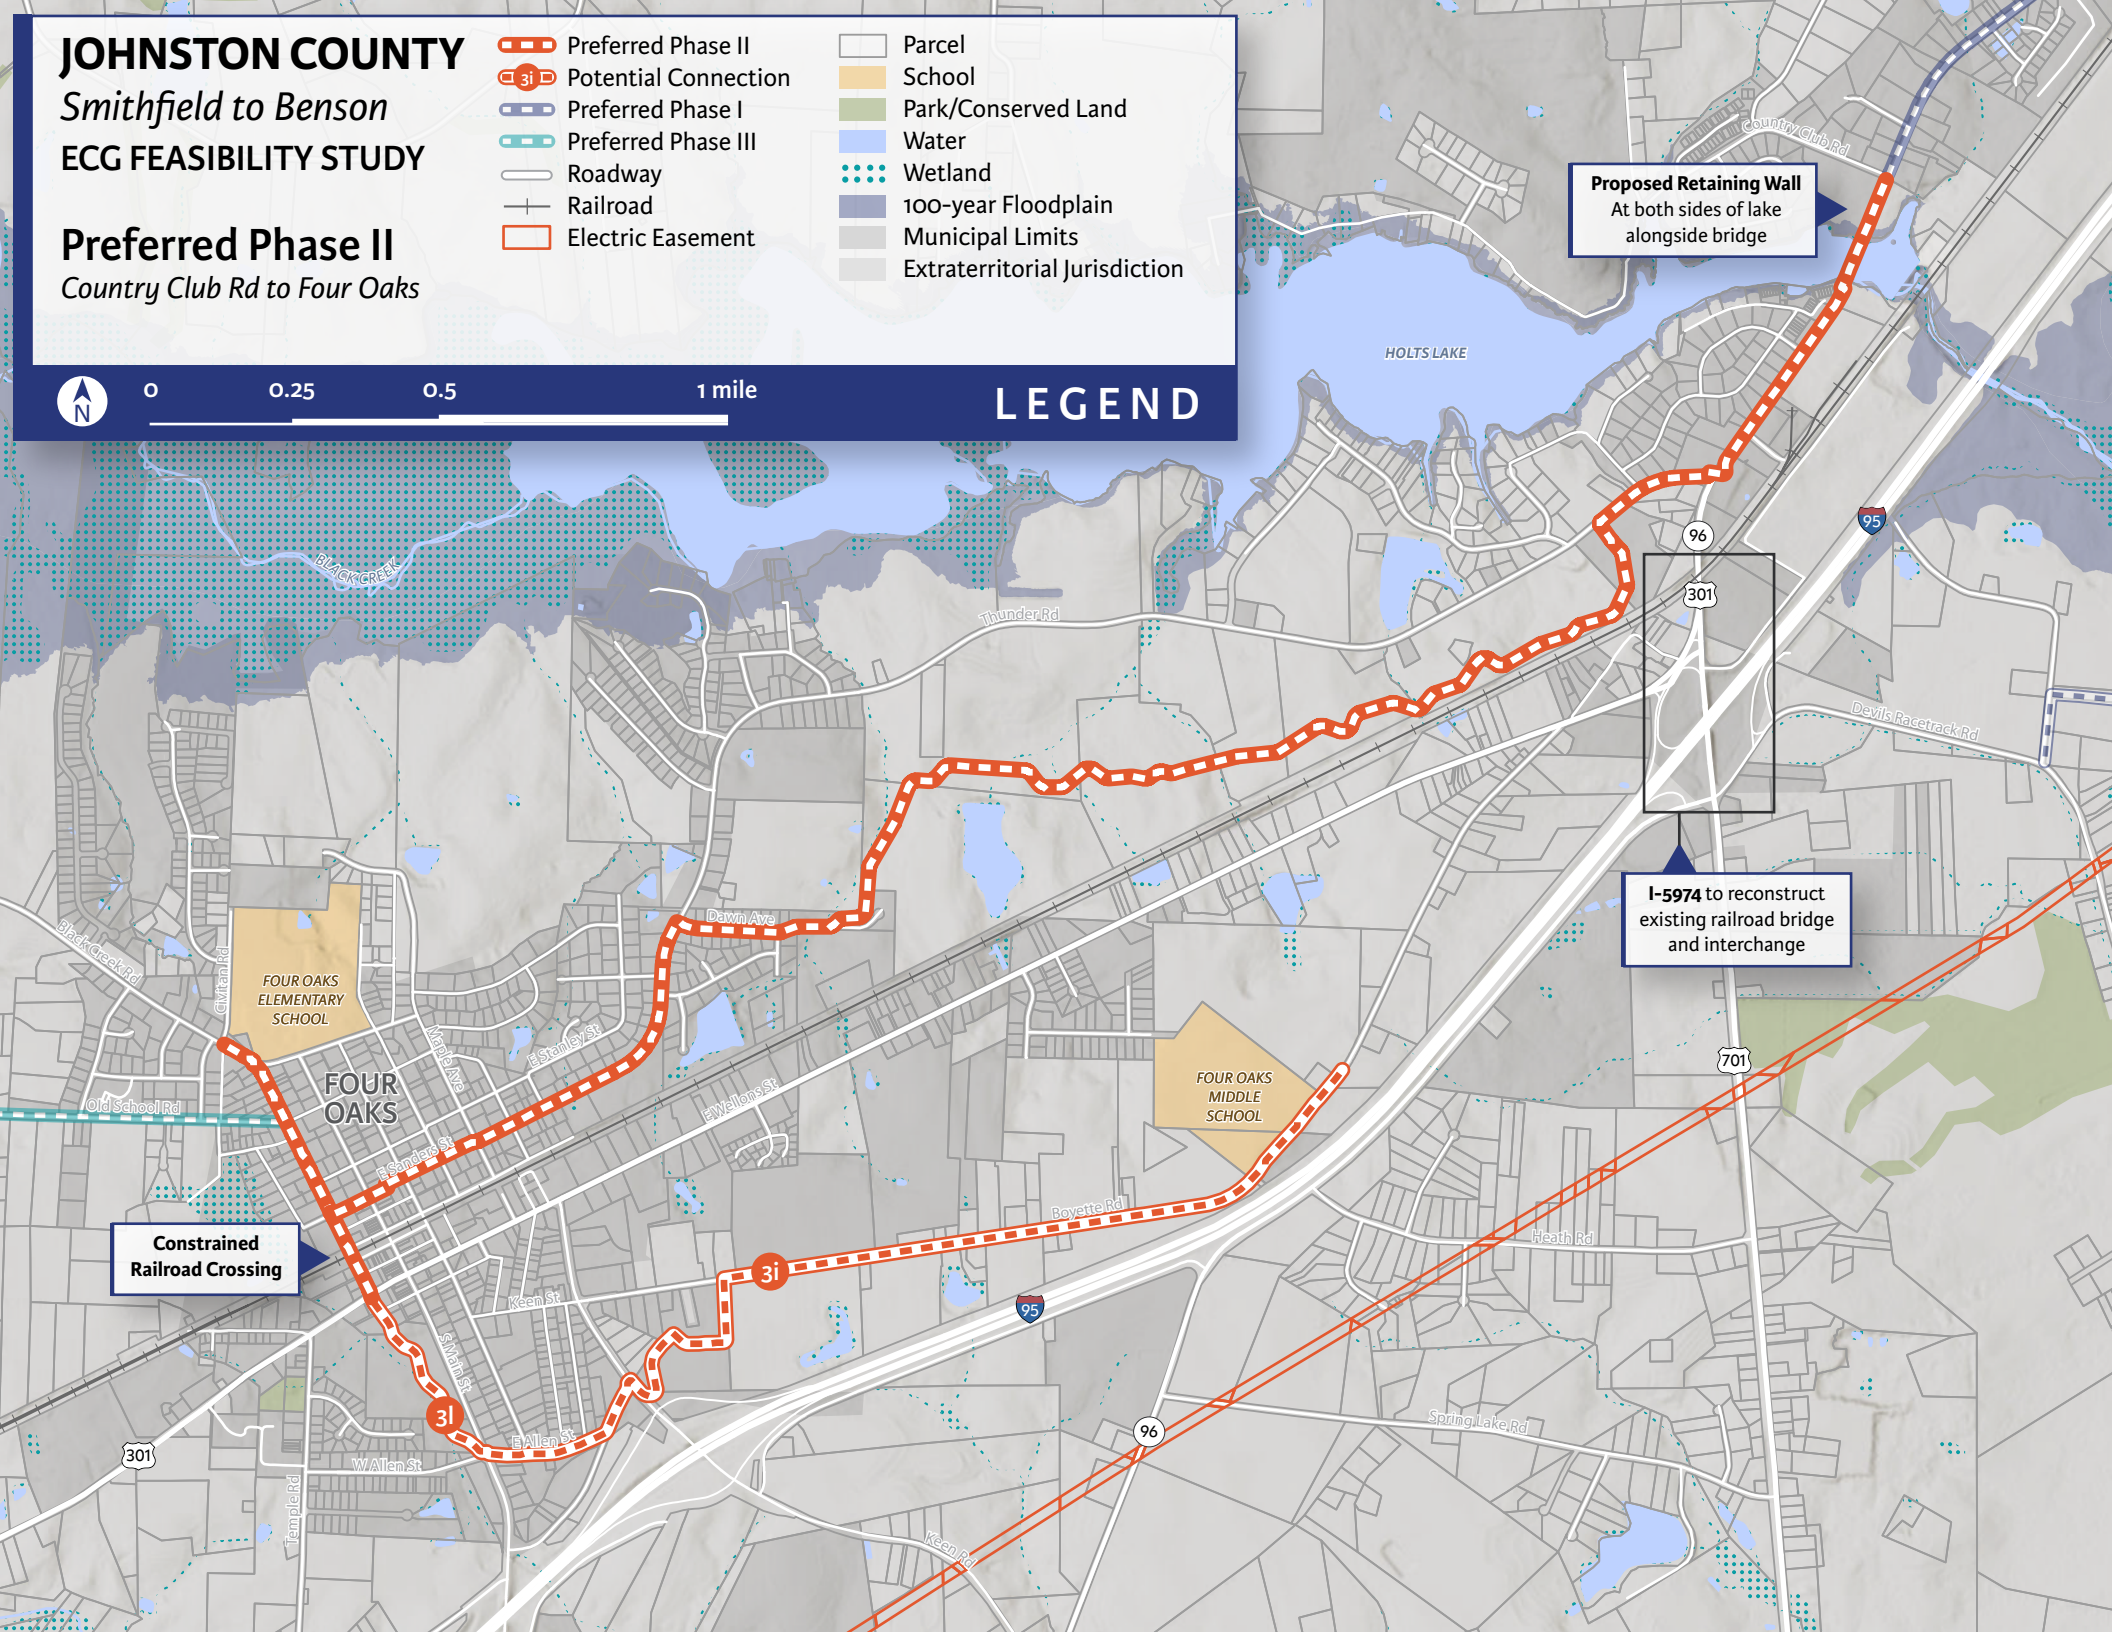 JOHNSTON COUNTY
Smithfield to Benson
ECG FEASIBILITY STUDY
Preferred Phase II
Country Club Rd to Four Oaks
Preferred Phase II
3i
Potential Connection
Preferred Phase I
Preferred Phase III
Roadway
Railroad
Electric Easement
Parcel
School
Park/Conserved Land
Water
Wetland
100-year Floodplain
Municipal Limits
Extraterritorial Jurisdiction
N
0
0.25
0.5
1 mile
LEGEND
Country Club Rd
Proposed Retaining Wall
At both sides of lake
alongside bridge
HOLTS LAKE
BLACK CREEK
95
96
301
Thunder Rd
Devils Racetrack Rd
I-5974 to reconstruct
existing railroad bridge
and interchange
Dawn Ave
Black Creek Rd
Civitan Rd
FOUR OAKS
ELEMENTARY
SCHOOL
Maple Ave
E Stanley St
FOUR
OAKS
Old School Rd
E Wellons St
E Sanders St
FOUR OAKS
MIDDLE
SCHOOL
701
Constrained
Railroad Crossing
Boyette Rd
Heath Rd
3i
Keen St
95
S Main St
3l
E Allen St
W Allen St
301
Temple Rd
96
Spring Lake Rd
Keen Rd